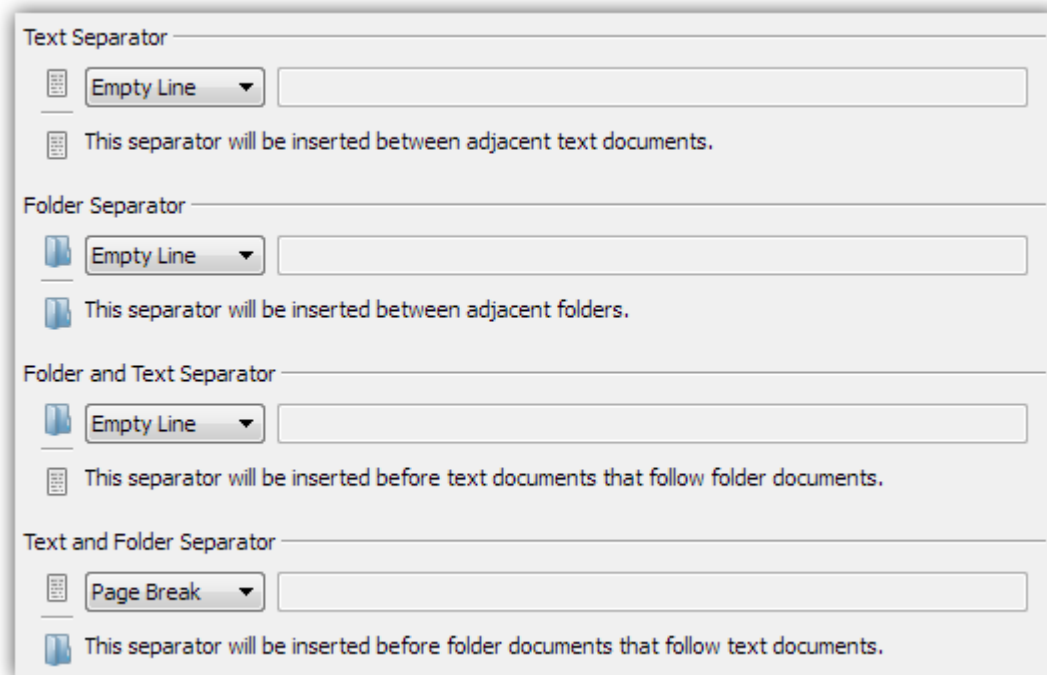 Text Separator
Empty Line
This separator will be inserted between adjacent text documents.
Folder Separator
Empty Line
This separator will be inserted between adjacent folders.
Folder and Text Separator
Empty Line
This separator will be inserted before text documents that follow folder documents.
Text and Folder Separator
Page Break
This separator will be inserted before folder documents that follow text documents.